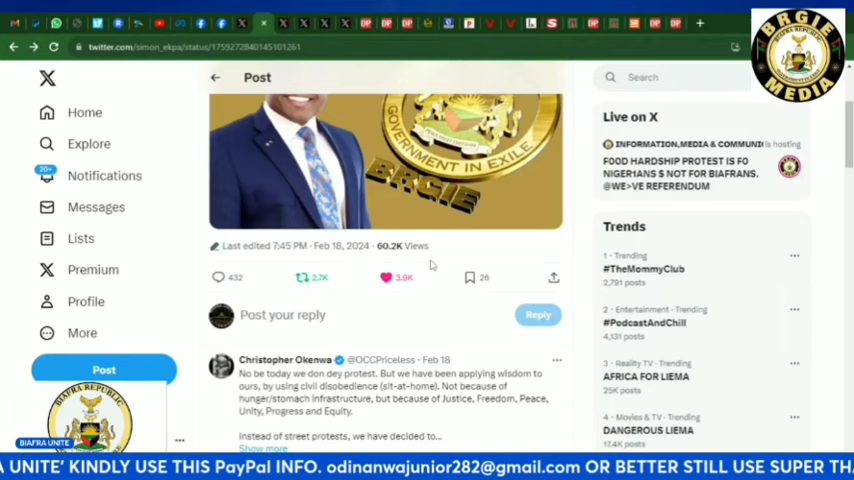 twitter.com/simon_ekpa/status/1759272840145101261
BRGIE
MEDIA
Post
Search
Home
Explore
20+
Notifications
Messages
Lists
Premium
Profile
More
Post
GOVERNMENT IN EXILE
BRGIE
Last edited 7:45 PM · Feb 18, 2024 · 60.2K Views
432
2.7K
3.9K
26
Post your reply
Reply
Christopher Okenwa @OCCPriceless · Feb 18
No be today we don dey protest. But we have been applying wisdom to
ours, by using civil disobedience (sit-at-home). Not because of
hunger/stomach infrastructure, but because of Justice, Freedom, Peace,
Unity, Progress and Equity.
Instead of street protests, we have decided to...
Show more
Live on X
INFORMATION,MEDIA & COMMUNI is hosting
FOOD HARDSHIP PROTEST IS FO
NIGER1ANS $ NOT FOR BIAFRANS.
@WE>VE REFERENDUM
Trends
1 · Trending
#TheMommyClub
2,791 posts
2 · Entertainment · Trending
#PodcastAndChill
4,131 posts
3 · Reality TV · Trending
AFRICA FOR LIEMA
25K posts
4 · Movies & TV · Trending
DANGEROUS LIEMA
17.4K posts
BIAFRA REPUBLIC
BIAFRA UNITE
A UNITE' KINDLY USE THIS PayPal INFO. odinanwajunior282@gmail.com OR BETTER STILL USE SUPER THA